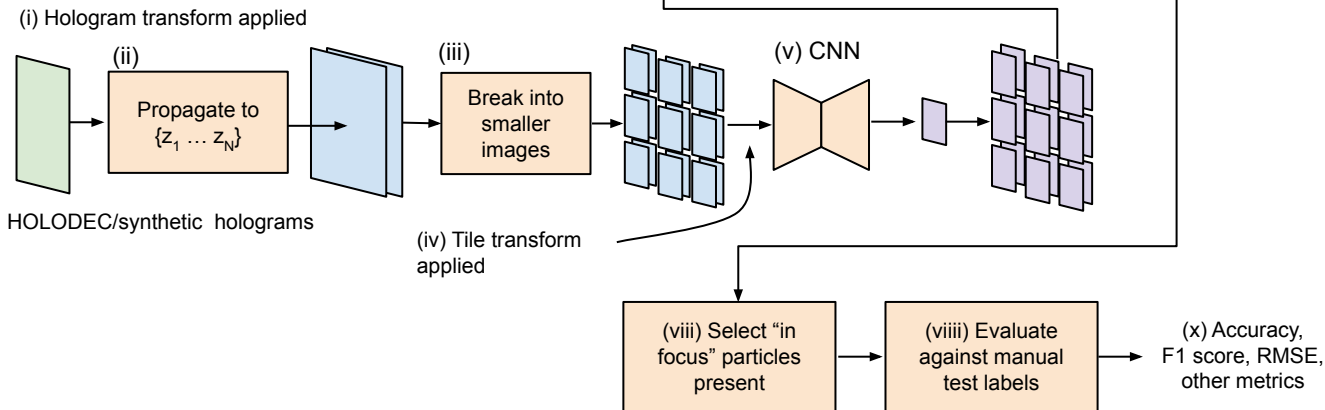 (i) Hologram transform applied
(ii)
Propagate to
{z1 … zN}
HOLODEC/synthetic holograms
(iii)
Break into
smaller
images
(iv) Tile transform
applied
(v) CNN
(viii) Select “in
focus” particles
present
(viiii) Evaluate
against manual
test labels
(x) Accuracy,
F1 score, RMSE,
other metrics